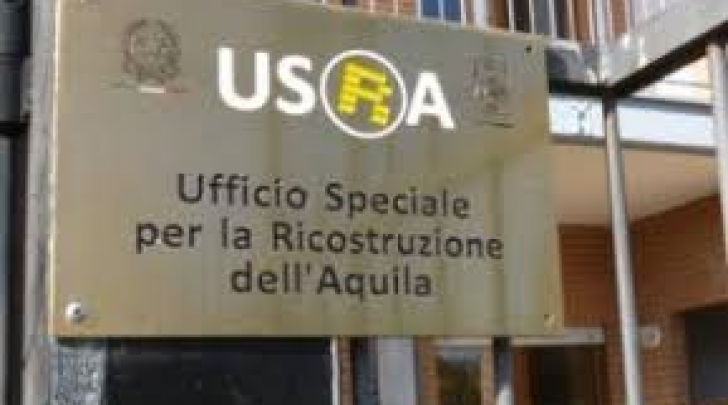 USRA
Ufficio Speciale
per la Ricostruzione
dell'Aquila